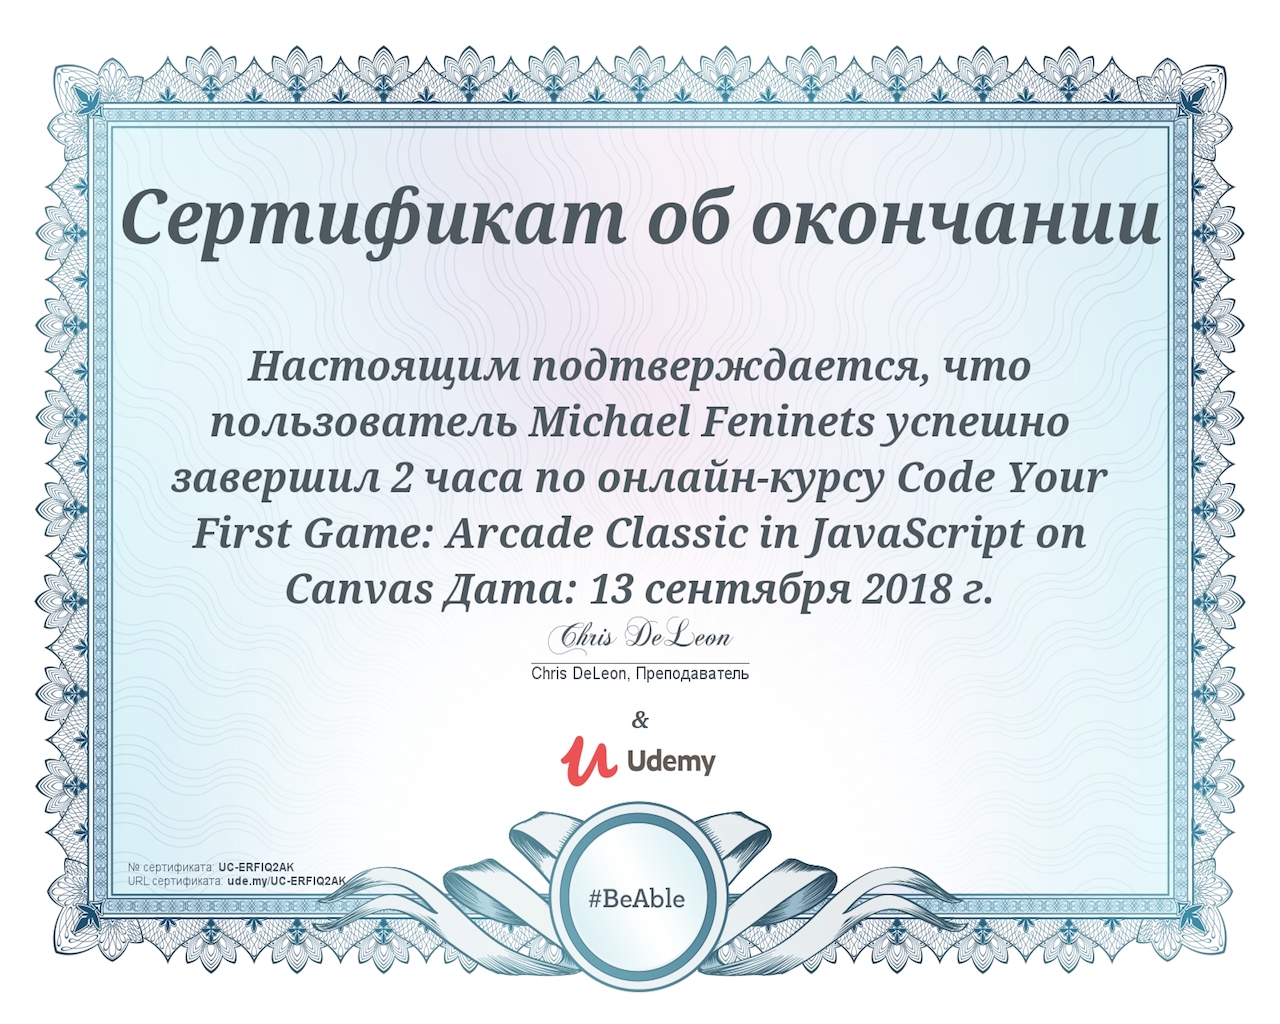 Сертификат об окончании
Настоящим подтверждается, что
пользователь Michael Feninets успешно
завершил 2 часа по онлайн-курсу Code Your
First Game: Arcade Classic in JavaScript on
Canvas Дата: 13 сентября 2018 г.
Chris DeLeon
Chris DeLeon, Преподаватель
&
Udemy
№ сертификата: UC-ERFIQ2AK
URL сертификата: ude.my/UC-ERFIQ2AK
#BeAble